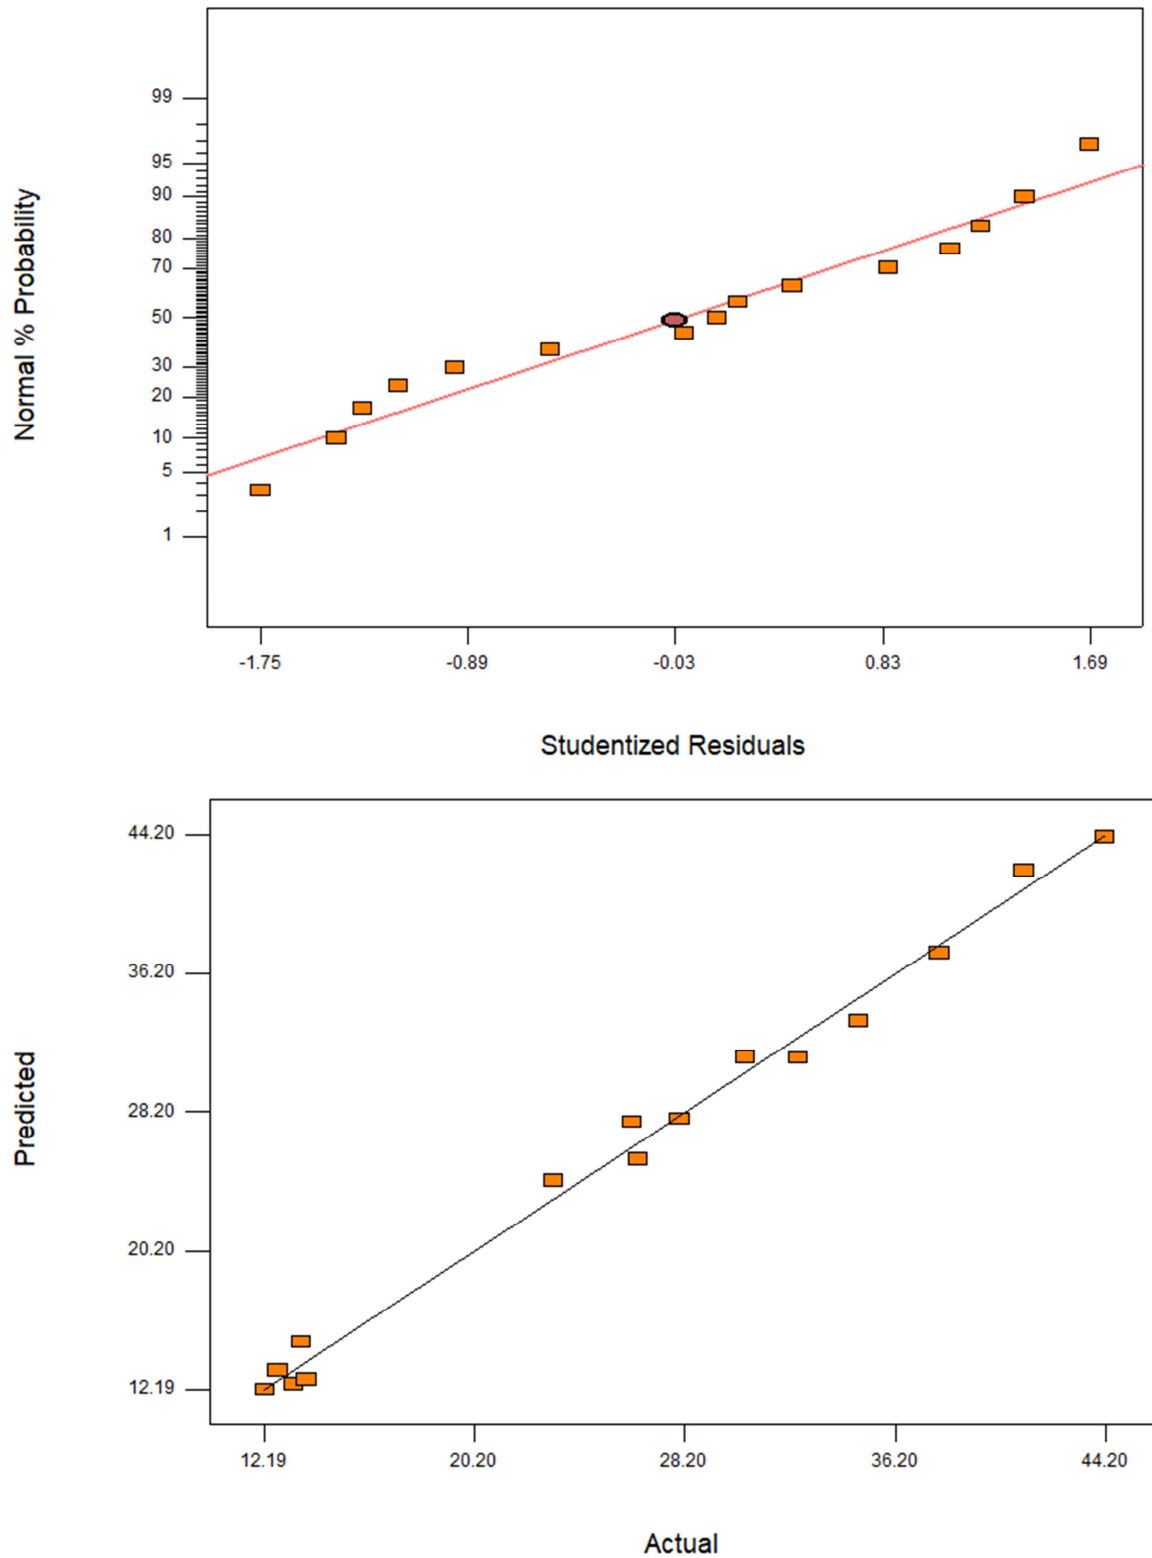 99
95
90
80
70
50
30
20
10
5
1
Normal % Probability
-1.75 -0.89 -0.03 0.83 1.69
Studentized Residuals
44.20
36.20
28.20
20.20
12.19
Predicted
12.19 20.20 28.20 36.20 44.20
Actual